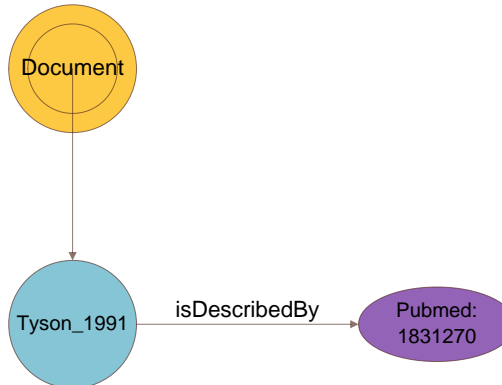 Document
Tyson_1991
isDescribedBy
Pubmed:
1831270